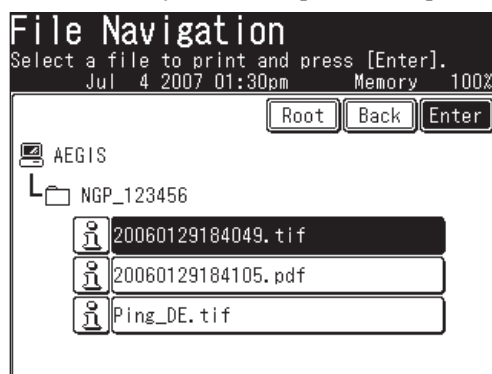 File Navigation
Select a file to print and press [Enter].
Jul 4 2007 01:30pm Memory 100%
Root Back Enter
AEGIS
NGP_123456
20060129184049.tif
20060129184105.pdf
Ping_DE.tif